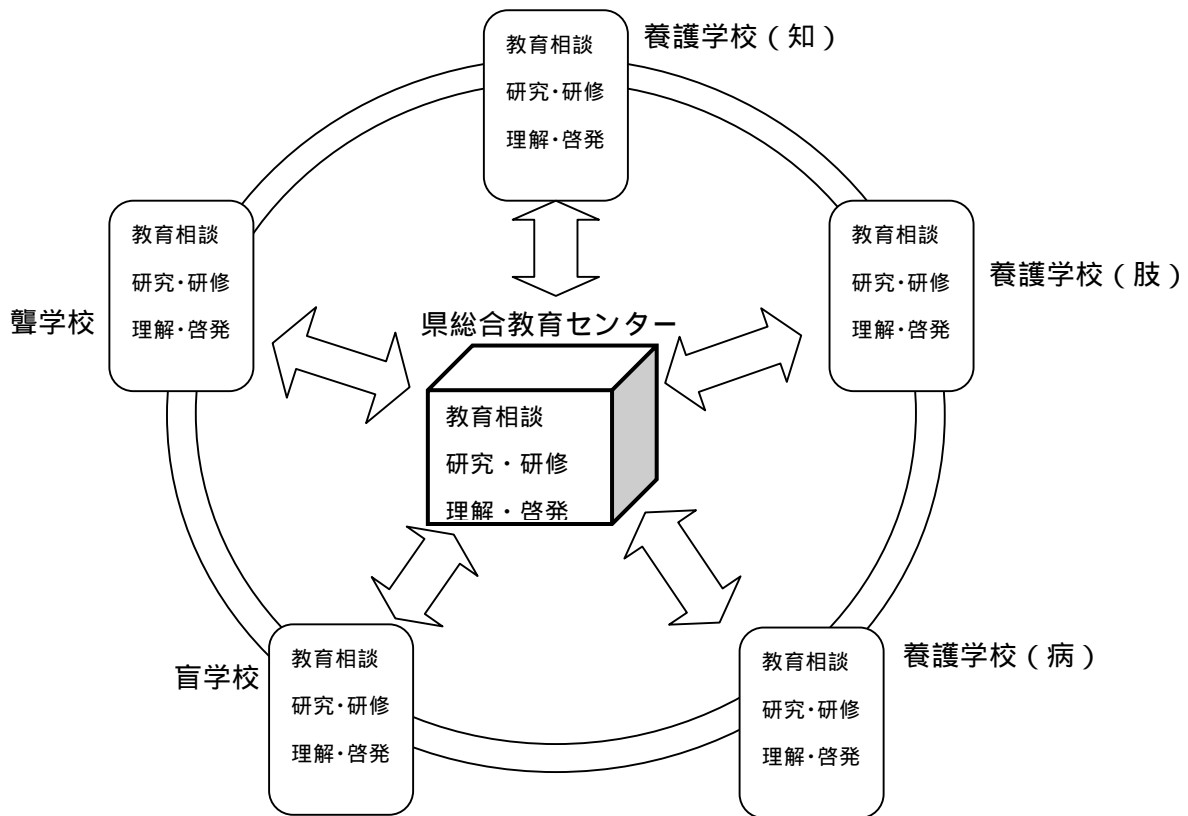 養護学校（知）
教育相談
研究・研修
理解・啓発
聾学校
教育相談
研究・研修
理解・啓発
養護学校（肢）
教育相談
研究・研修
理解・啓発
県総合教育センター
教育相談
研究・研修
理解・啓発
盲学校
教育相談
研究・研修
理解・啓発
養護学校（病）
教育相談
研究・研修
理解・啓発